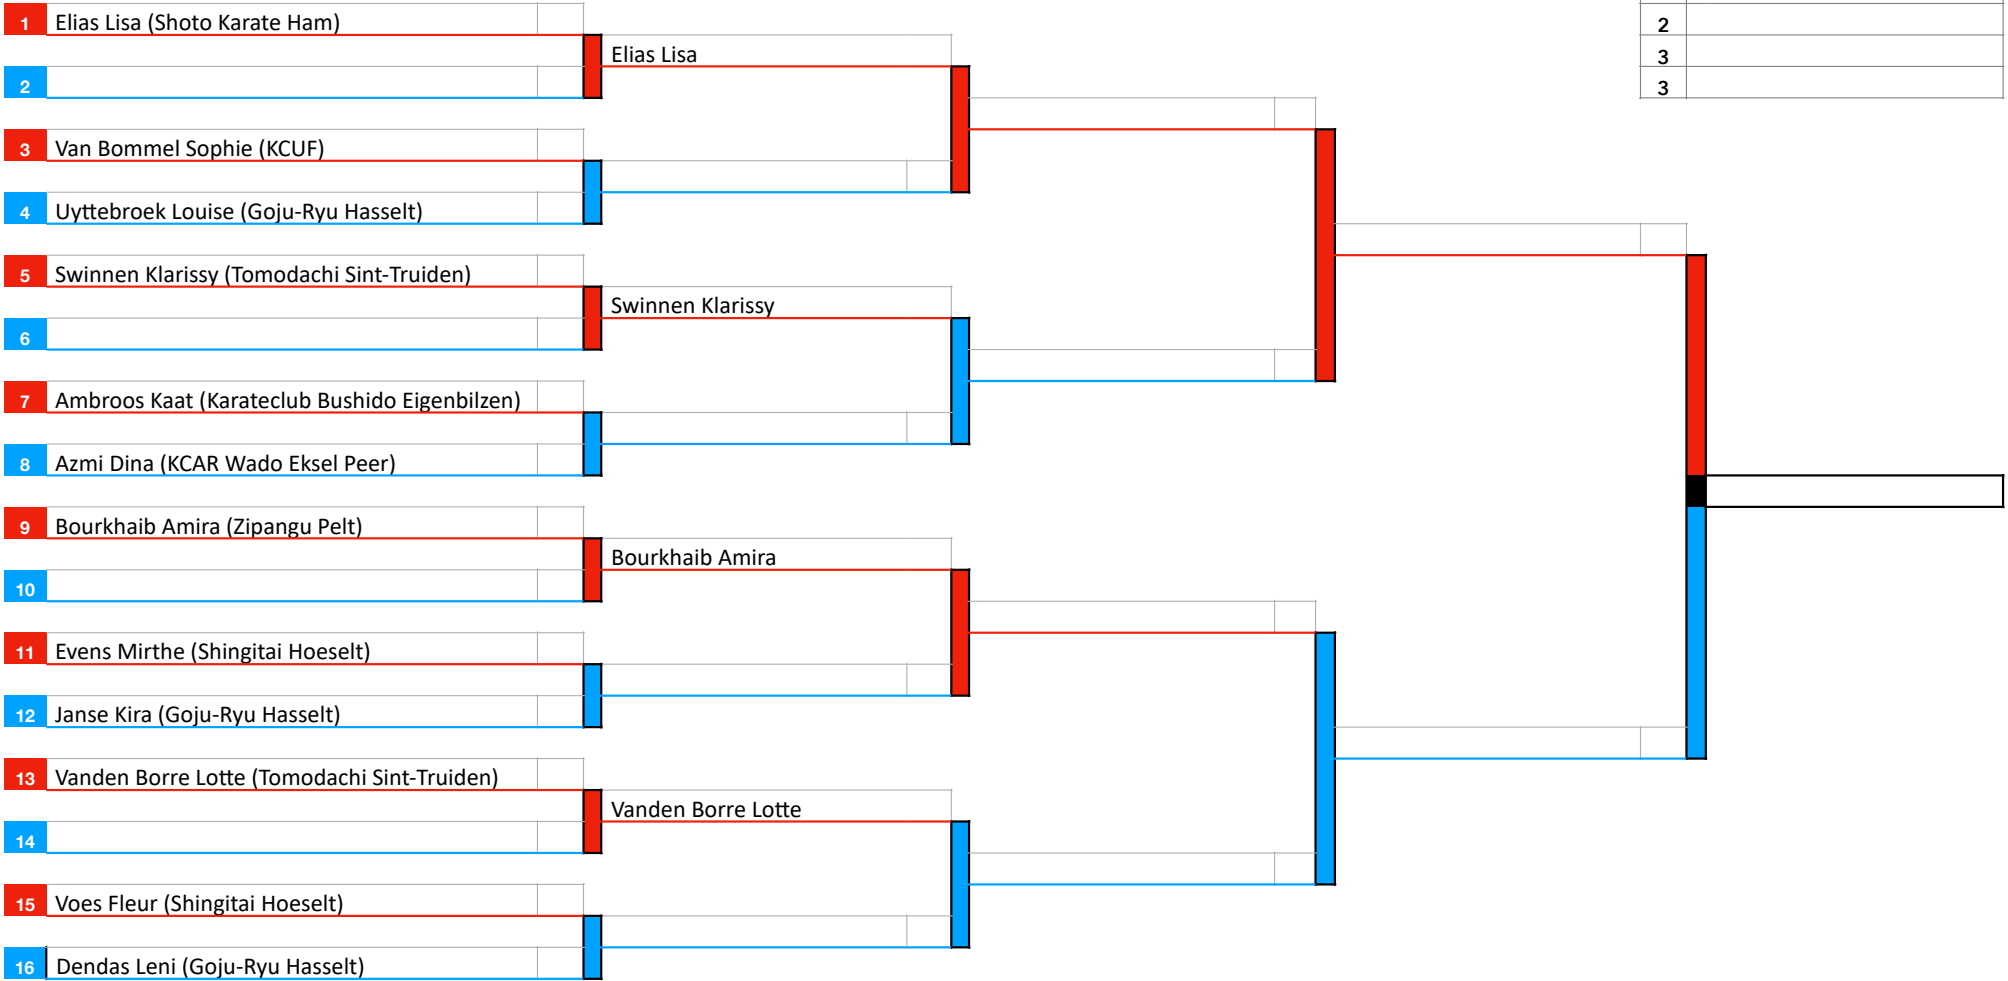 1 Elias Lisa (Shoto Karate Ham)
2
Elias Lisa
2
3
3
3 Van Bommel Sophie (KCUF)
4 Uyttebroek Louise (Goju-Ryu Hasselt)
5 Swinnen Klarissy (Tomodachi Sint-Truiden)
Swinnen Klarissy
6
7 Ambroos Kaat (Karateclub Bushido Eigenbilzen)
8 Azmi Dina (KCAR Wado Eksel Peer)
9 Bourkhaib Amira (Zipangu Pelt)
Bourkhaib Amira
10
11 Evens Mirthe (Shingitai Hoeselt)
12 Janse Kira (Goju-Ryu Hasselt)
13 Vanden Borre Lotte (Tomodachi Sint-Truiden)
Vanden Borre Lotte
14
15 Voes Fleur (Shingitai Hoeselt)
16 Dendas Leni (Goju-Ryu Hasselt)